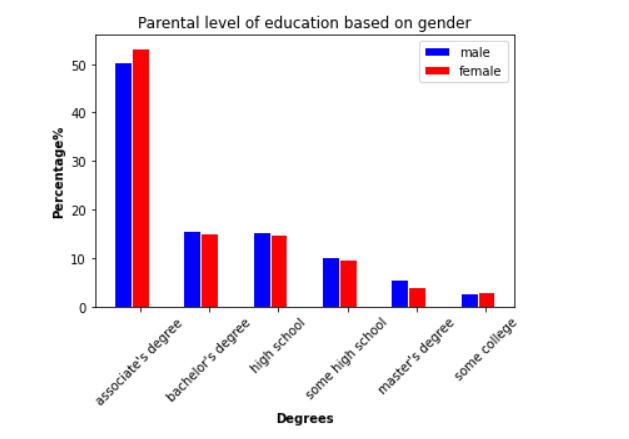 Parental level of education based on gender
male
female
Percentage%
50
40
30
20
10
0
associate's degree
bachelor's degree
high school
some high school
master's degree
some college
Degrees